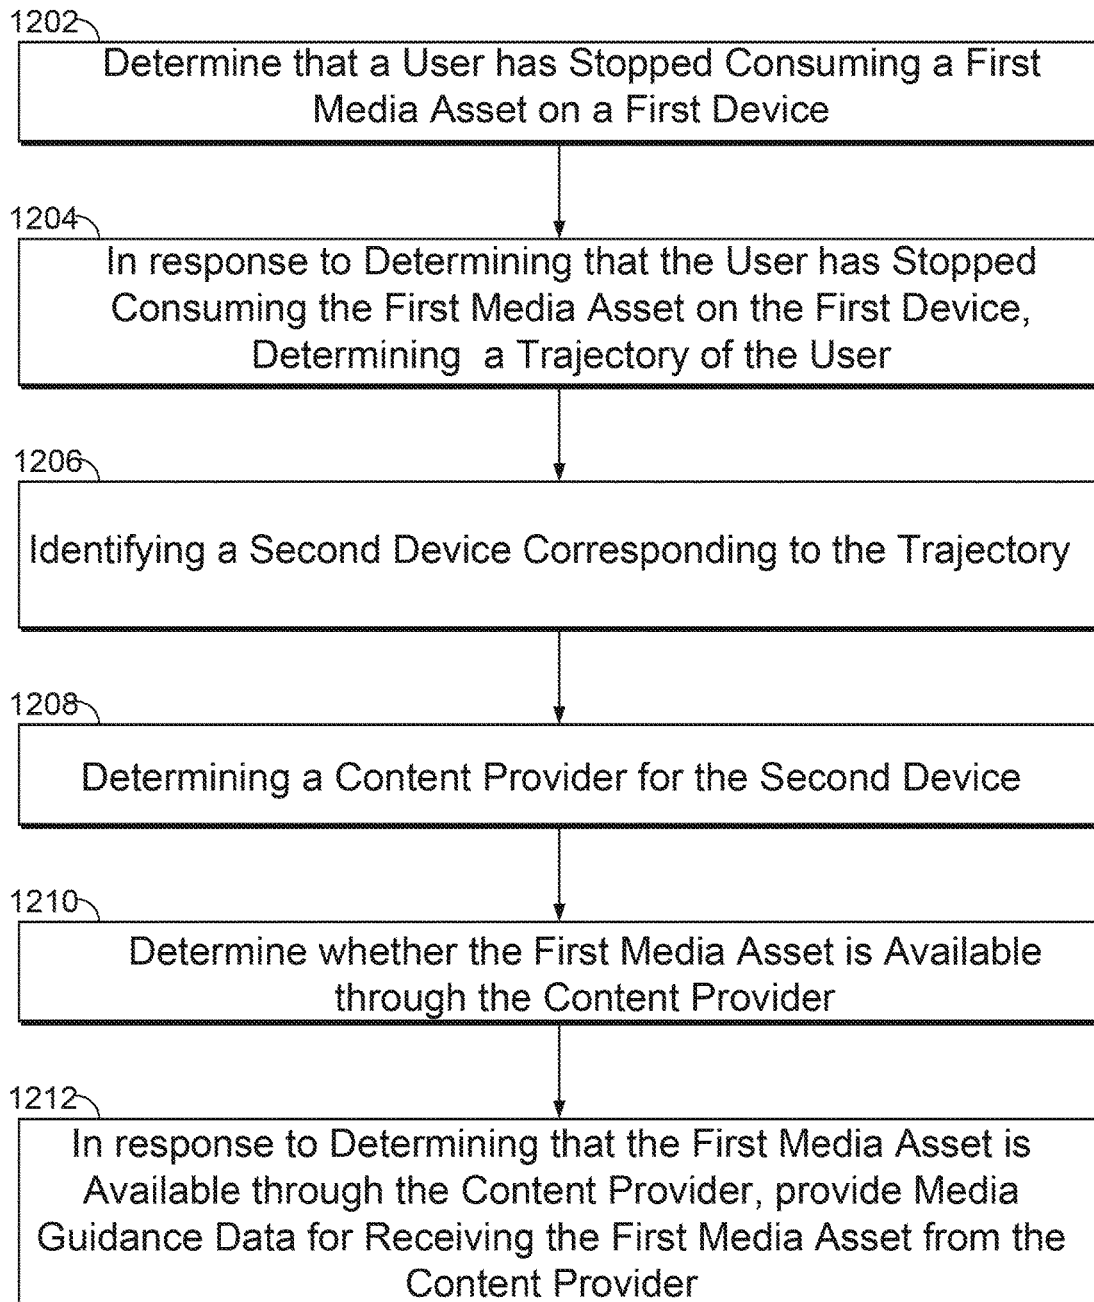 1202
Determine that a User has Stopped Consuming a First
Media Asset on a First Device
1204
In response to Determining that the User has Stopped
Consuming the First Media Asset on the First Device,
Determining a Trajectory of the User
1206
Identifying a Second Device Corresponding to the Trajectory
1208
Determining a Content Provider for the Second Device
1210
Determine whether the First Media Asset is Available
through the Content Provider
1212
In response to Determining that the First Media Asset is
Available through the Content Provider, provide Media
Guidance Data for Receiving the First Media Asset from the
Content Provider